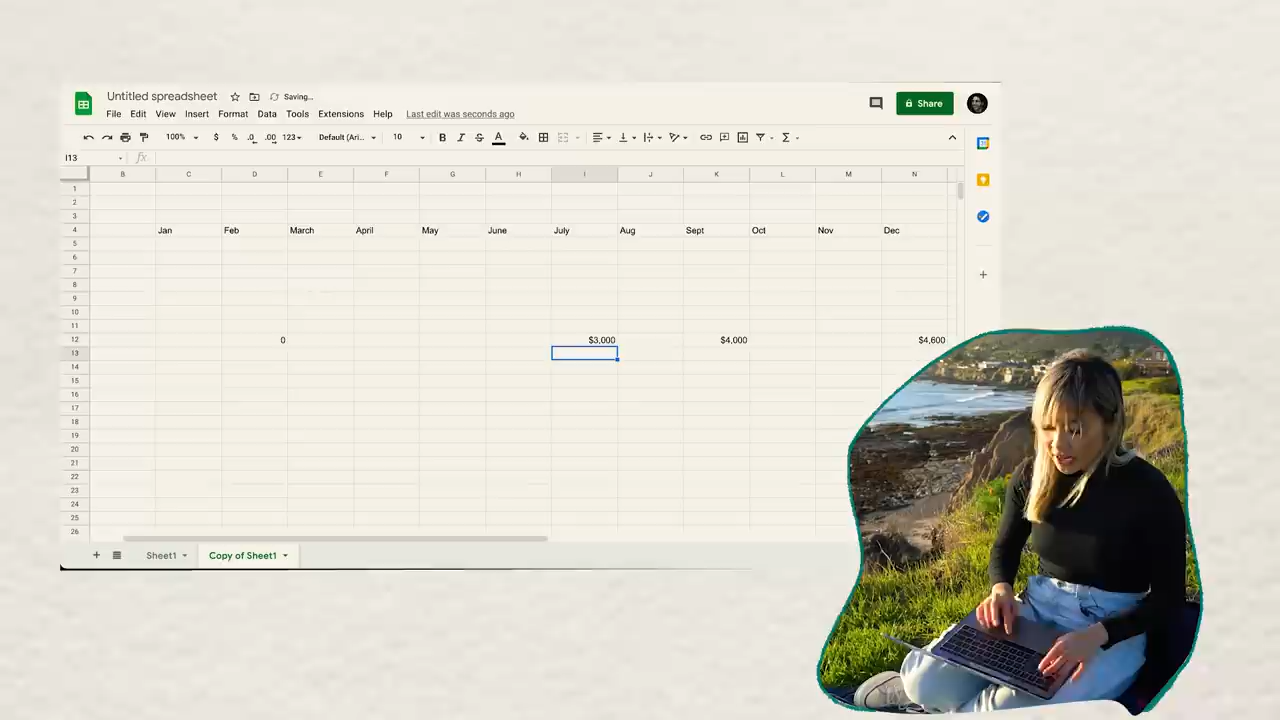 Untitled spreadsheet Saving...
File Edit View Insert Format Data Tools Extensions Help Last edit was seconds ago
Share
100% $ % .0 .00 123 Default (Ari... 10 B I S A
I13 fx
B C D E F G H I J K L M N
1
2
3
4 Jan Feb March April May June July Aug Sept Oct Nov Dec
5
6
7
8
9
10
11
12 0 $3,000 $4,000 $4,600
13
14
15
16
17
18
19
20
21
22
23
24
25
26
+ Sheet1 Copy of Sheet1